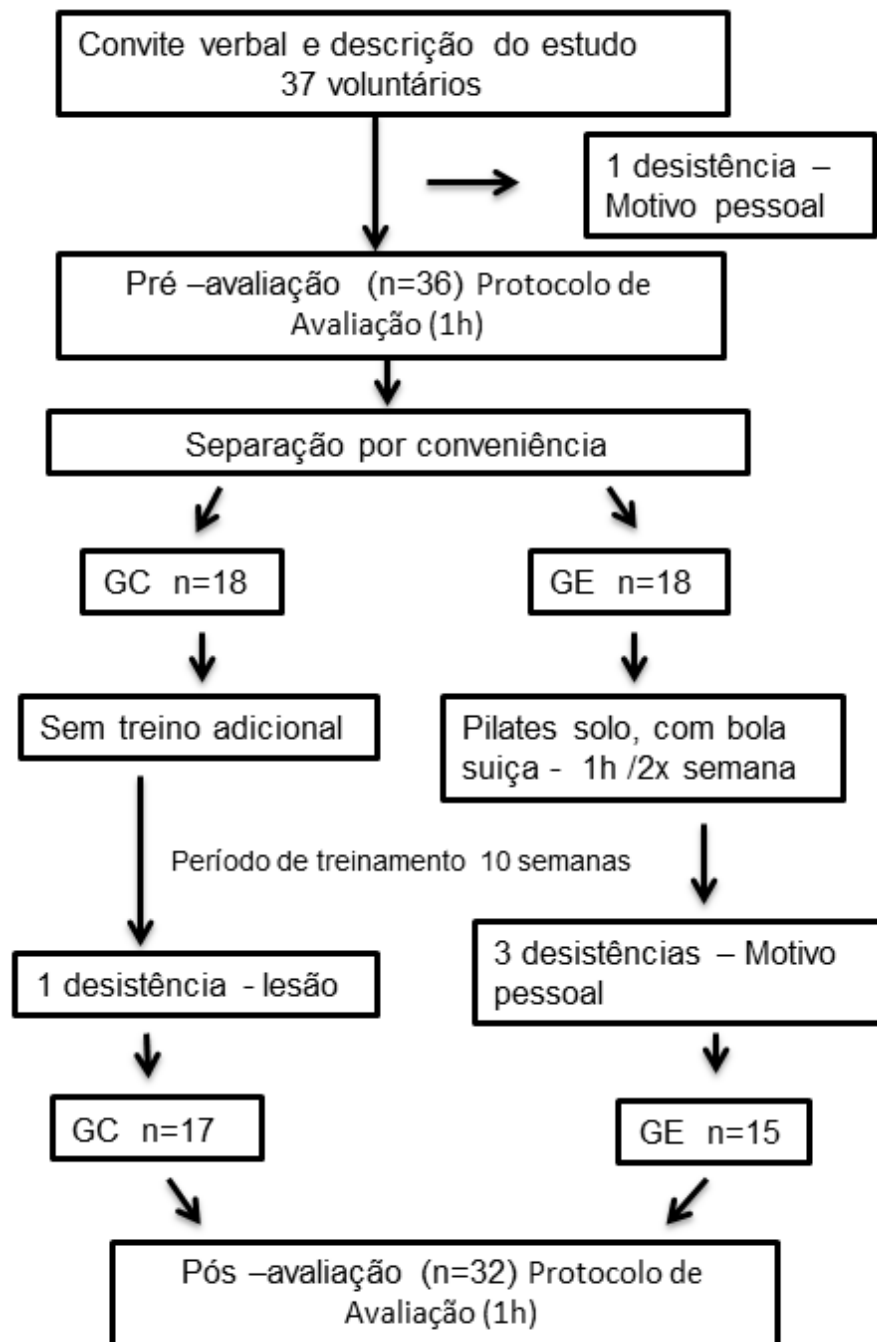 Convite verbal e descrição do estudo
37 voluntários
1 desistência –
Motivo pessoal
Pré –avaliação (n=36) Protocolo de
Avaliação (1h)
Separação por conveniência
GC n=18
GE n=18
Sem treino adicional
Pilates solo, com bola
suiça - 1h /2x semana
Período de treinamento 10 semanas
1 desistência - lesão
3 desistências – Motivo
pessoal
GC n=17
GE n=15
Pós –avaliação (n=32) Protocolo de
Avaliação (1h)